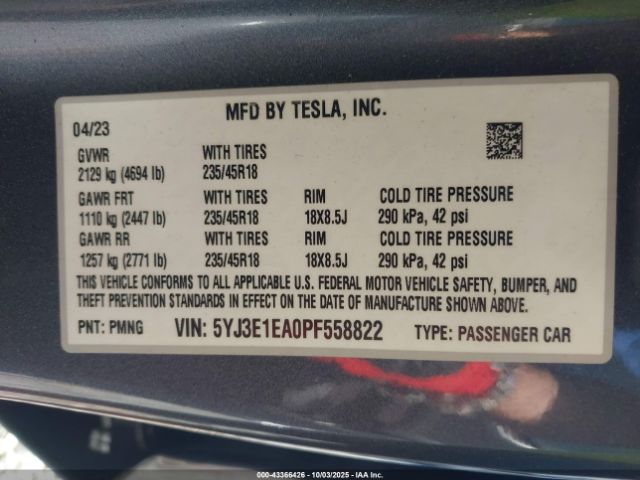 MFD BY TESLA, INC.
04/23
GVWR WITH TIRES
2129 kg (4694 lb) 235/45R18
GAWR FRT WITH TIRES RIM COLD TIRE PRESSURE
1110 kg (2447 lb) 235/45R18 18X8.5J 290 kPa, 42 psi
GAWR RR WITH TIRES RIM COLD TIRE PRESSURE
1257 kg (2771 lb) 235/45R18 18X8.5J 290 kPa, 42 psi
THIS VEHICLE CONFORMS TO ALL APPLICABLE U.S. FEDERAL MOTOR VEHICLE SAFETY, BUMPER, AND
THEFT PREVENTION STANDARDS IN EFFECT ON THE DATE OF MANUFACTURE SHOWN ABOVE.
PNT: PMNG VIN: 5YJ3E1EA0PF558822 TYPE: PASSENGER CAR
000-43366426 - 10/03/2025 - IAA, Inc.